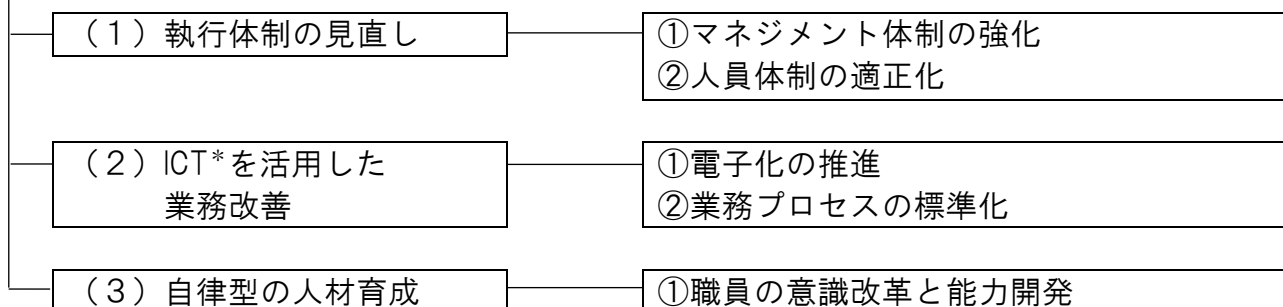 （１）執行体制の見直し
①マネジメント体制の強化
②人員体制の適正化
（２）ICT*を活用した
業務改善
①電子化の推進
②業務プロセスの標準化
（３）自律型の人材育成
①職員の意識改革と能力開発